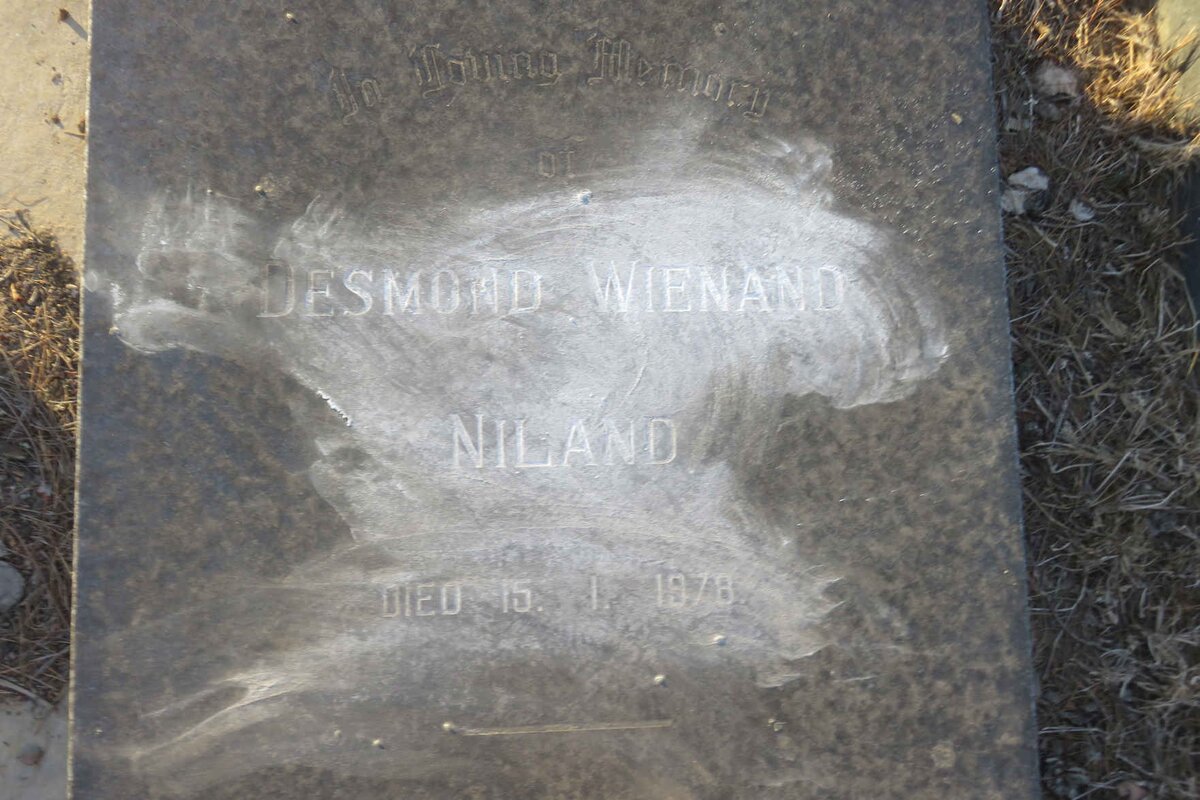 In Loving Memory
of
DESMOND WIENAND
NILAND
DIED 15. 1. 1978